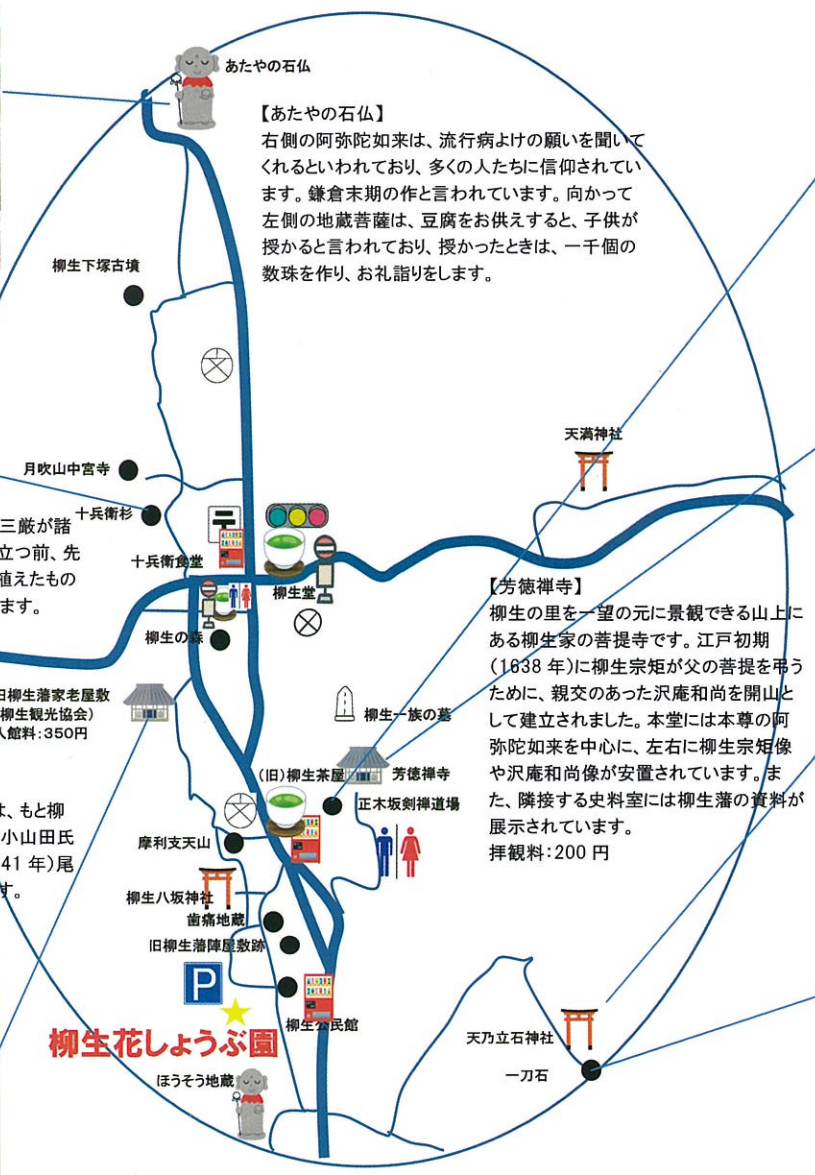 あたやの石仏
【あたやの石仏】
右側の阿弥陀如来は、流行病よけの願いを聞いて
くれるといわれており、多くの人たちに信仰されてい
ます。鎌倉末期の作と言われています。向かって
左側の地蔵菩薩は、豆腐をお供えすると、子供が
授かると言われており、授かったときは、一千個の
数珠を作り、お礼詣りをします。
柳生下塚古墳
天満神社
月吹山中宮寺
十兵衛杉
三厳が諸
立つ前、先
植えたもの
ます。
十兵衛食堂
柳生堂
柳生の森
【芳徳禅寺】
柳生の里を一望の元に景観できる山上に
ある柳生家の菩提寺です。江戸初期
(1638 年)に柳生宗矩が父の菩提を弔う
ために、親交のあった沢庵和尚を開山と
して建立されました。本堂には本尊の阿
弥陀如来を中心に、左右に柳生宗矩像
や沢庵和尚像が安置されています。ま
た、隣接する史料室には柳生藩の資料が
展示されています。
拝観料:200 円
旧柳生藩家老屋敷
柳生観光協会)
入館料:350円
柳生一族の墓
(旧)柳生茶屋
芳徳禅寺
正木坂剣禅道場
は、もと柳
小山田氏
41 年)尾
す。
摩利支天山
柳生八坂神社
歯痛地蔵
旧柳生藩陣屋敷跡
P
柳生公民館
柳生花しょうぶ園
ほうそう地蔵
天乃立石神社
一刀石